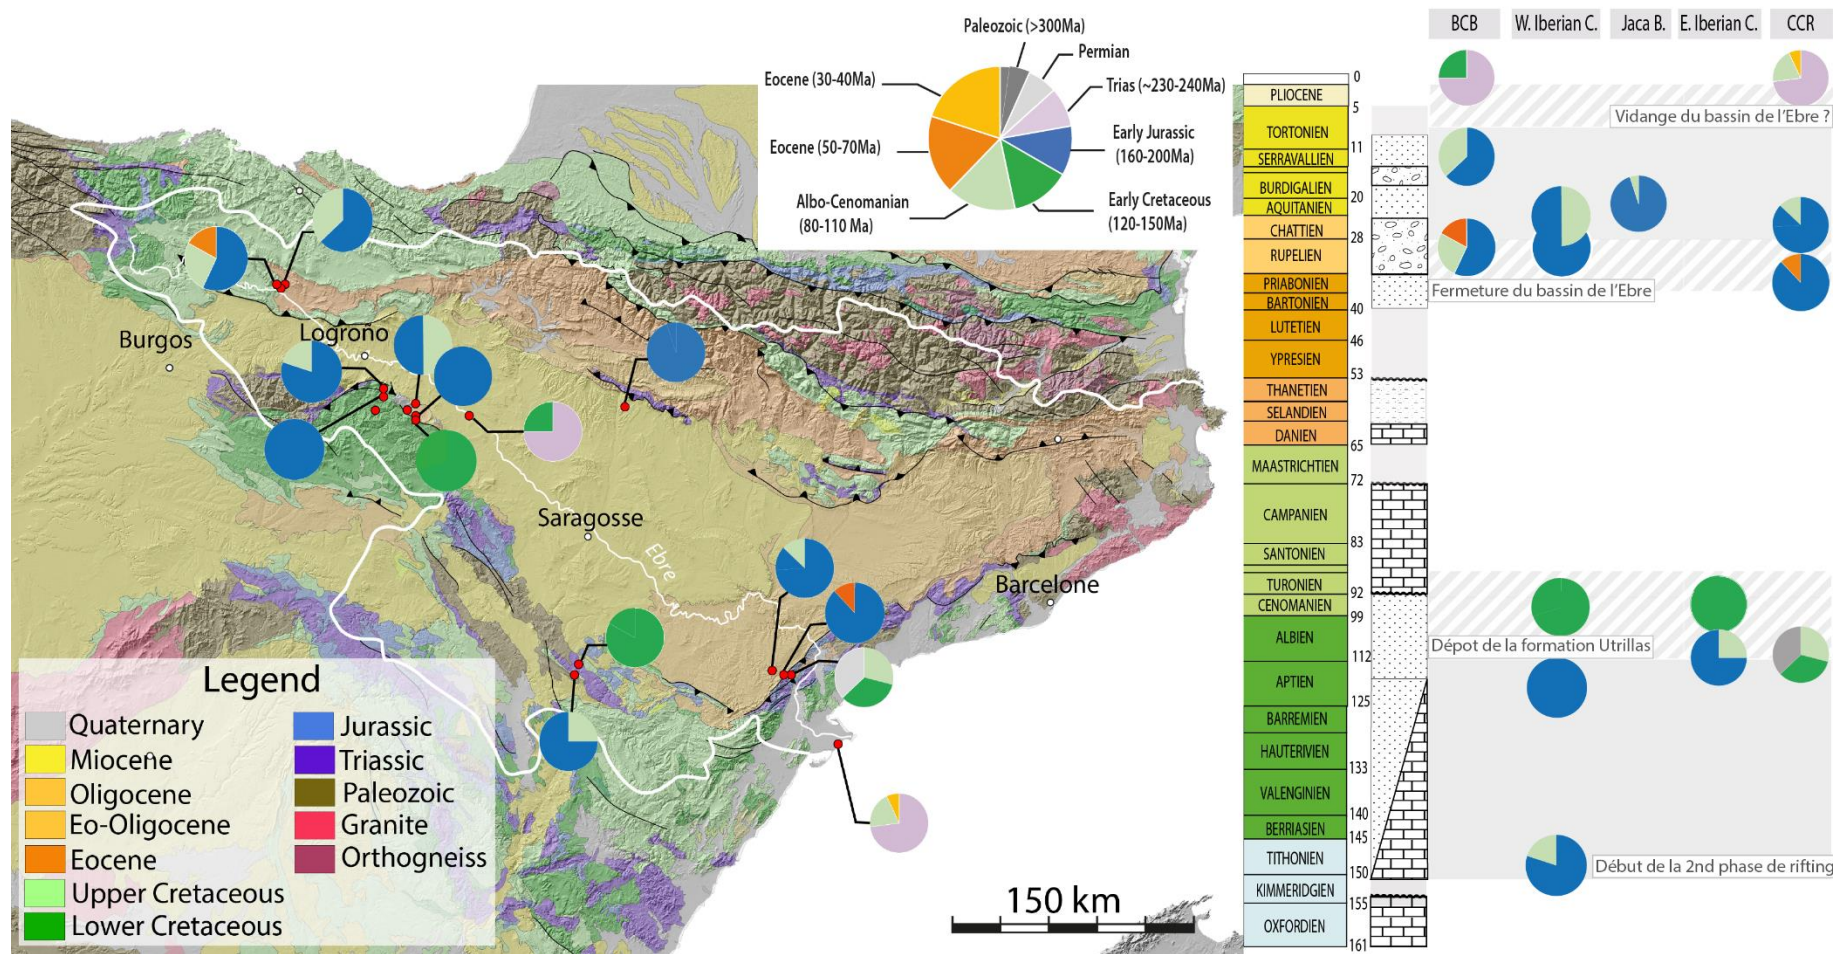 Paleozoic (>300Ma)
Permian
Trias (~230-240Ma)
Early Jurassic
(160-200Ma)
Early Cretaceous
(120-150Ma)
Albo-Cenomanian
(80-110 Ma)
Eocene (50-70Ma)
Eocene (30-40Ma)
Burgos
Logroño
Saragosse
Ebre
Barcelone
Legend
Quaternary
Miocene
Oligocene
Eo-Oligocene
Eocene
Upper Cretaceous
Lower Cretaceous
Jurassic
Triassic
Paleozoic
Granite
Orthogneiss
150 km
BCB
W. Iberian C.
Jaca B.
E. Iberian C.
CCR
0
PLIOCENE
5
TORTONIEN
11
SERRAVALLIEN
BURDIGALIEN
20
AQUITANIEN
CHATTIEN
28
RUPELIEN
PRIABONIEN
BARTONIEN
40
LUTETIEN
46
YPRESIEN
53
THANETIEN
SELANDIEN
DANIEN
65
MAASTRICHTIEN
72
CAMPANIEN
83
SANTONIEN
TURONIEN
92
CENOMANIEN
99
ALBIEN
112
APTIEN
125
BARREMIEN
HAUTERIVIEN
133
VALENGINIEN
140
BERRIASIEN
145
TITHONIEN
150
KIMMERIDGIEN
155
OXFORDIEN
161
Vidange du bassin de l'Ebre ?
Fermeture du bassin de l'Ebre
Dépot de la formation Utrillas
Début de la 2nd phase de rifting